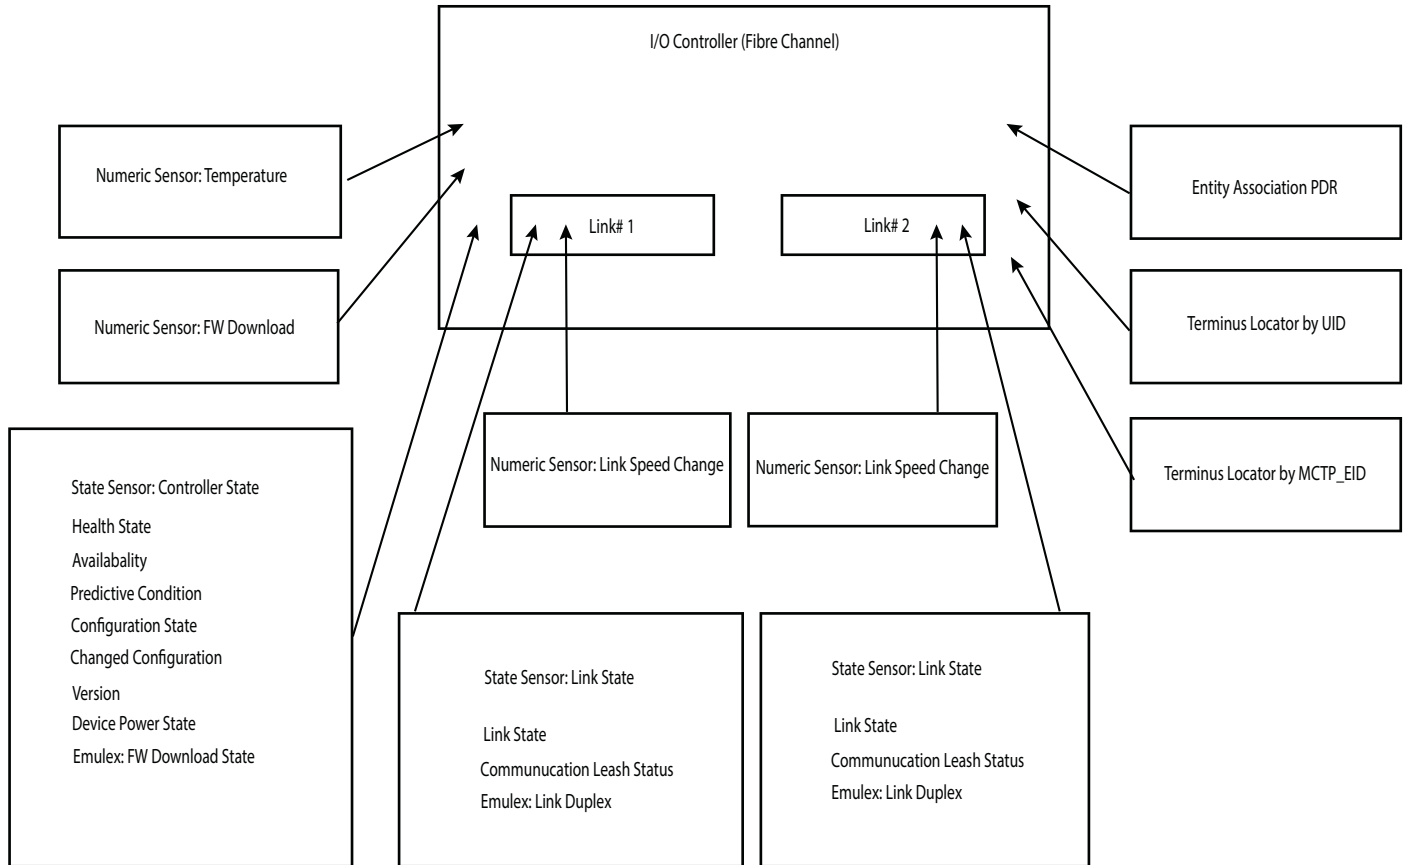 I/O Controller (Fibre Channel)
Numeric Sensor: Temperature
Entity Association PDR
Link# 1
Link# 2
Numeric Sensor: FW Download
Terminus Locator by UID
Numeric Sensor: Link Speed Change
Numeric Sensor: Link Speed Change
Terminus Locator by MCTP_EID
State Sensor: Controller State
Health State
Availabality
Predictive Condition
Configuration State
Changed Configuration
Version
Device Power State
Emulex: FW Download State
State Sensor: Link State
Link State
Communucation Leash Status
Emulex: Link Duplex
State Sensor: Link State
Link State
Communucation Leash Status
Emulex: Link Duplex